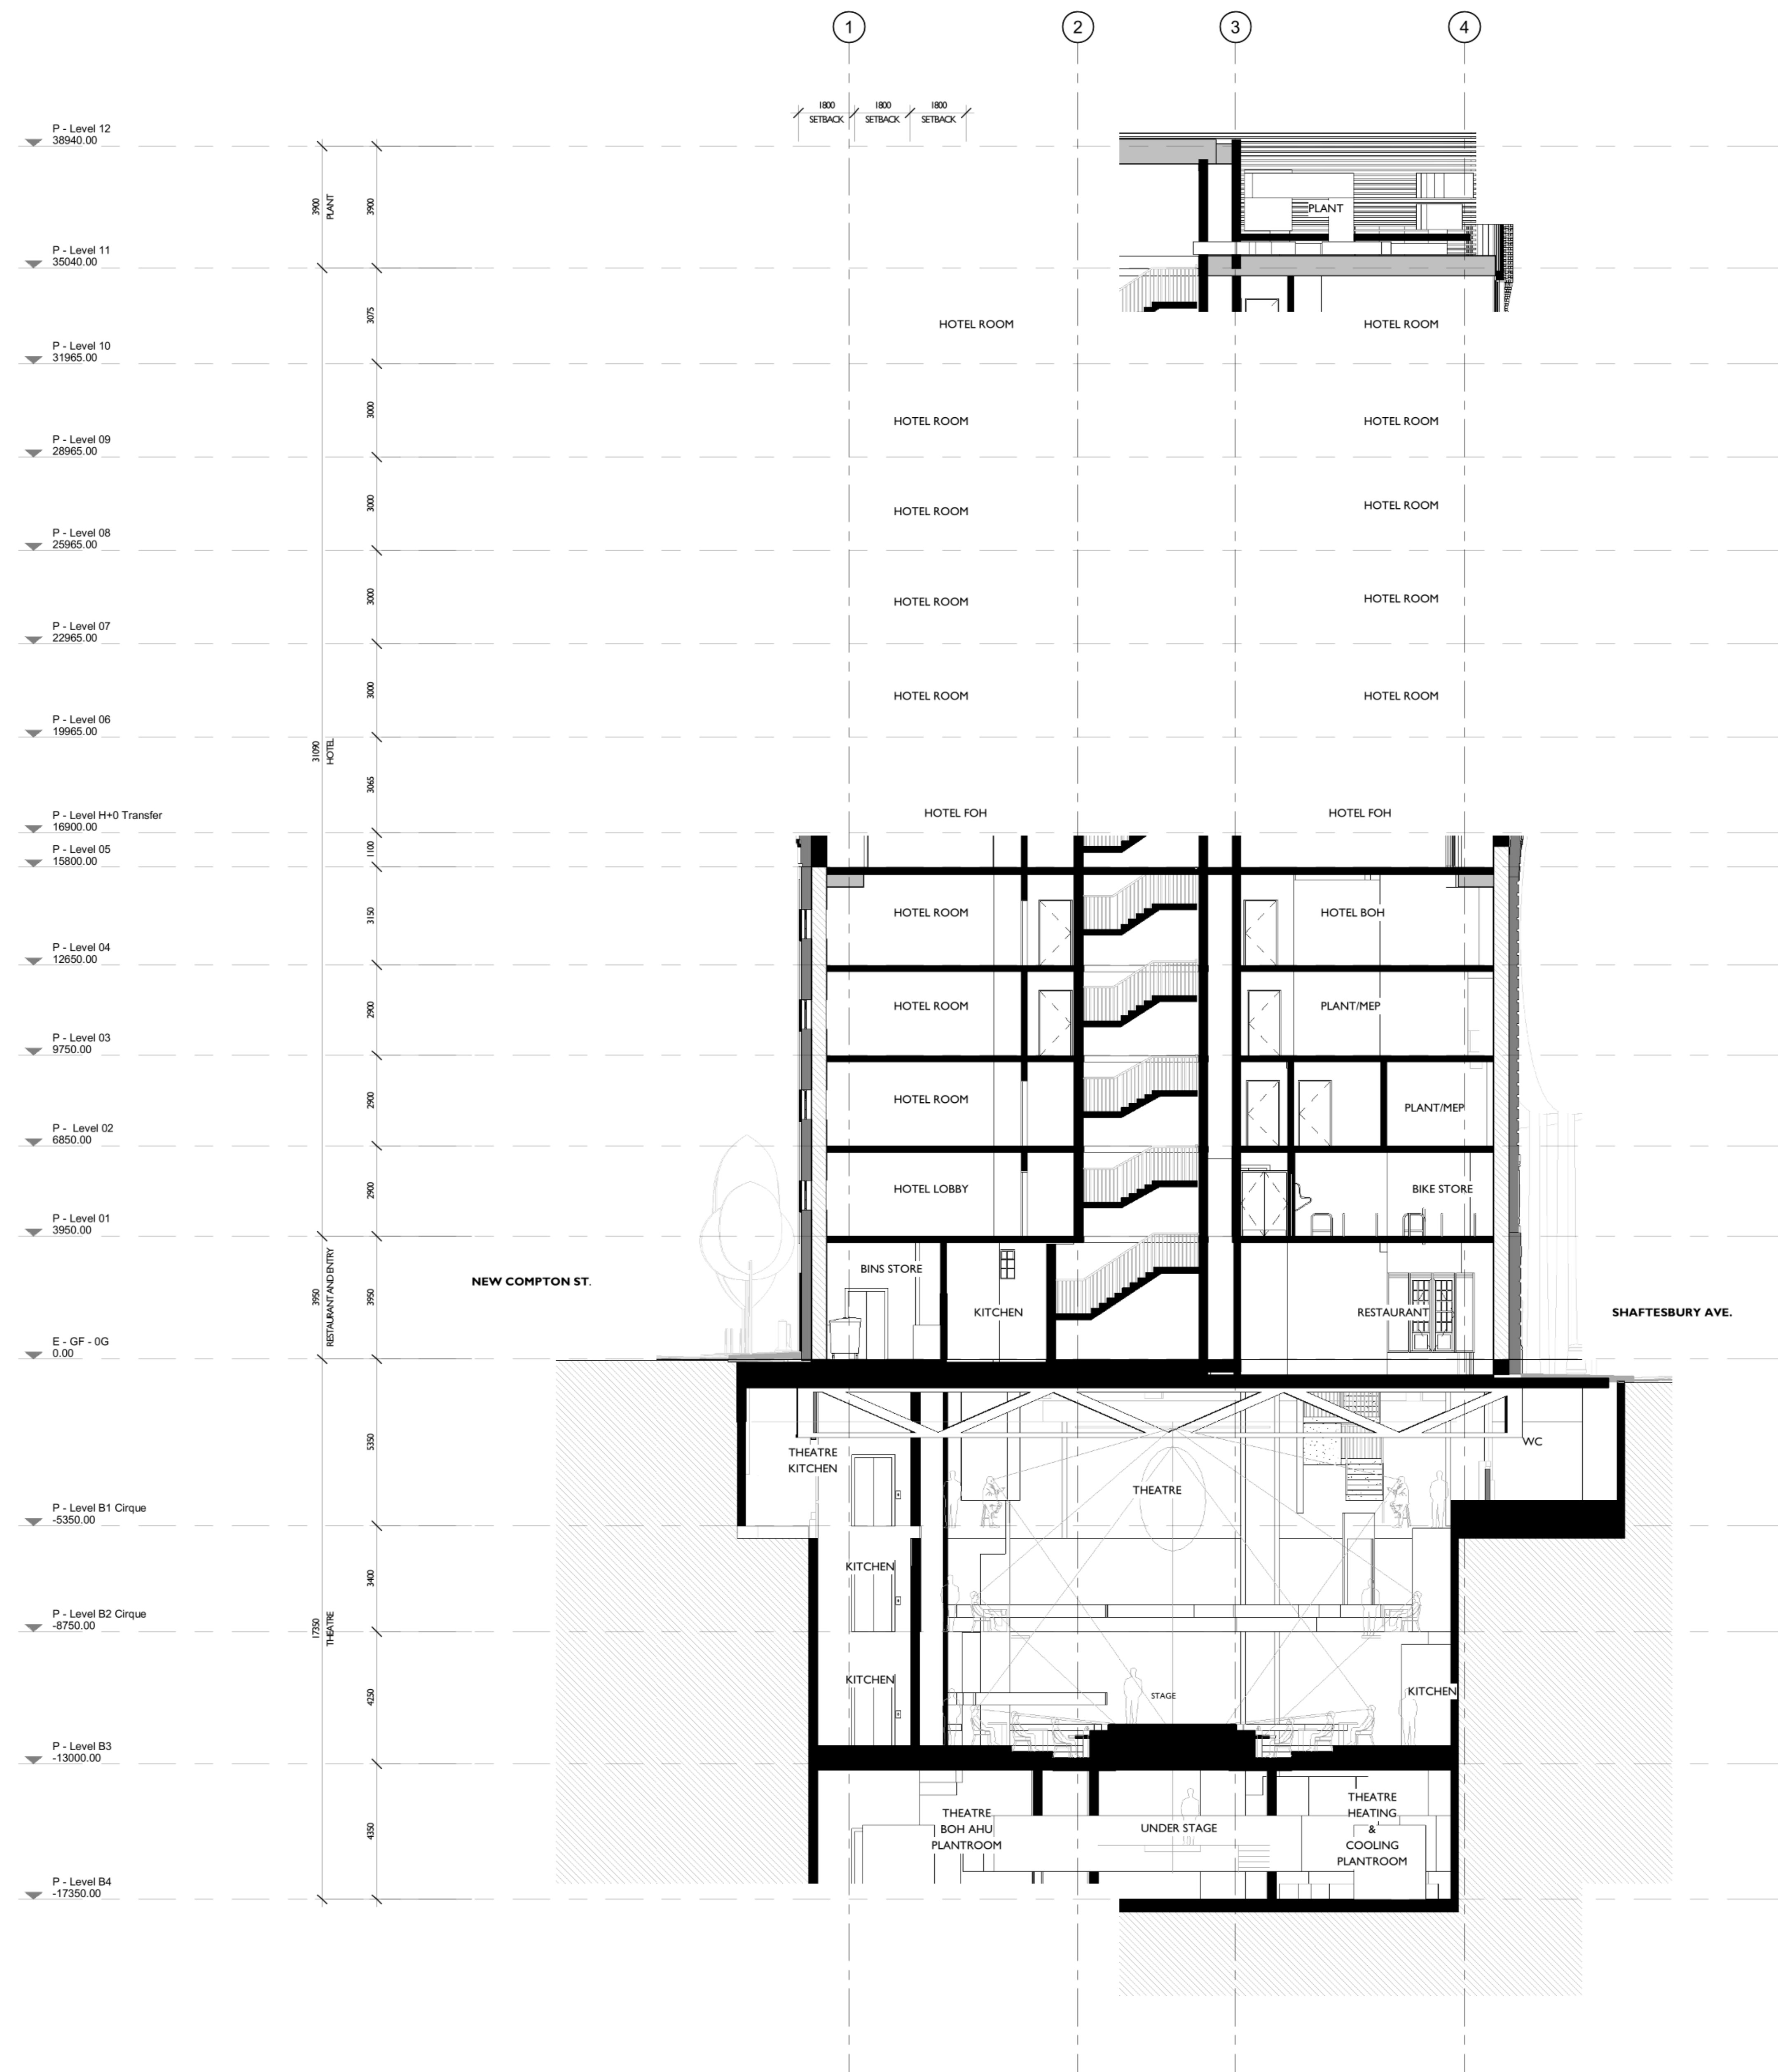 1
2
3
4
1800
1800
1800
SETBACK
SETBACK
SETBACK
P - Level 12
38940.00
3900
PLANT
3900
PLANT
P - Level 11
35040.00
3075
HOTEL ROOM
HOTEL ROOM
P - Level 10
31965.00
3000
HOTEL ROOM
HOTEL ROOM
P - Level 09
28965.00
3000
HOTEL ROOM
HOTEL ROOM
P - Level 08
25965.00
3000
HOTEL ROOM
HOTEL ROOM
P - Level 07
22965.00
3000
HOTEL ROOM
HOTEL ROOM
P - Level 06
19965.00
31090
HOTEL
3065
HOTEL FOH
HOTEL FOH
P - Level H+0 Transfer
16900.00
1100
P - Level 05
15800.00
3150
HOTEL ROOM
HOTEL BOH
P - Level 04
12650.00
2900
HOTEL ROOM
PLANT/MEP
P - Level 03
9750.00
2900
HOTEL ROOM
PLANT/MEP
P - Level 02
6850.00
2900
HOTEL LOBBY
BIKE STORE
P - Level 01
3950.00
3950
RESTAURANT AND ENTRY
3950
NEW COMPTON ST.
BINS STORE
KITCHEN
RESTAURANT
SHAFTESBURY AVE.
E - GF - 0G
0.00
5350
THEATRE
KITCHEN
THEATRE
WC
P - Level B1 Cirque
-5350.00
3400
KITCHEN
P - Level B2 Cirque
-8750.00
17350
THEATRE
4250
KITCHEN
STAGE
KITCHEN
P - Level B3
-13000.00
4350
THEATRE
BOH AHU
PLANTROOM
UNDER STAGE
THEATRE
HEATING
&
COOLING
PLANTROOM
P - Level B4
-17350.00